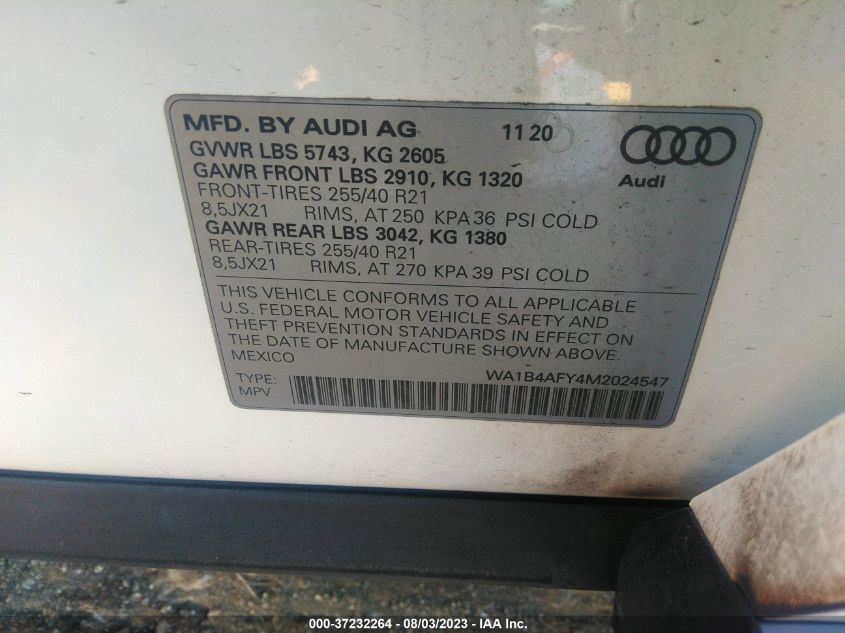 MFD. BY AUDI AG 11 20
GVWR LBS 5743, KG 2605
GAWR FRONT LBS 2910, KG 1320
Audi
FRONT-TIRES 255/40 R21
8,5JX21 RIMS, AT 250 KPA 36 PSI COLD
GAWR REAR LBS 3042, KG 1380
REAR-TIRES 255/40 R21
8,5JX21 RIMS, AT 270 KPA 39 PSI COLD
THIS VEHICLE CONFORMS TO ALL APPLICABLE
U.S. FEDERAL MOTOR VEHICLE SAFETY AND
THEFT PREVENTION STANDARDS IN EFFECT ON
THE DATE OF MANUFACTURE SHOWN ABOVE.
MEXICO
WA1B4AFY4M2024547
TYPE:
MPV
000-37232264 - 08/03/2023 - IAA Inc.